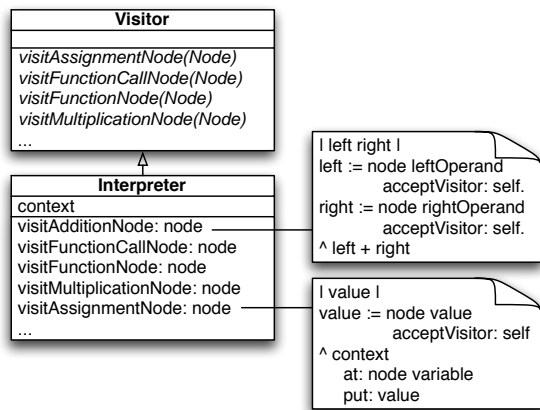 Visitor
visitAssignmentNode(Node)
visitFunctionCallNode(Node)
visitFunctionNode(Node)
visitMultiplicationNode(Node)
...
Interpreter
context
visitAdditionNode: node
visitFunctionCallNode: node
visitFunctionNode: node
visitMultiplicationNode: node
visitAssignmentNode: node
...
| left right |
left := node leftOperand
acceptVisitor: self.
right := node rightOperand
acceptVisitor: self.
^ left + right
| value |
value := node value
acceptVisitor: self
^ context
at: node variable
put: value